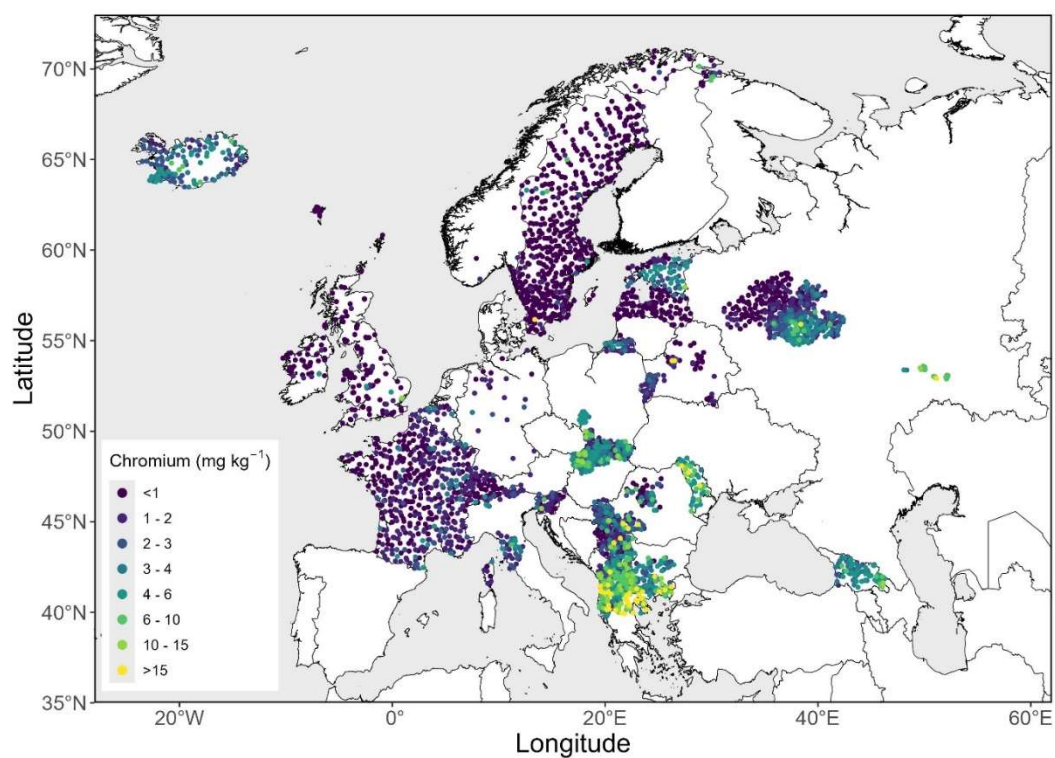 70°N
65°N
60°N
55°N
50°N
45°N
40°N
35°N
Latitude
Chromium (mg kg⁻¹)
<1
1 - 2
2 - 3
3 - 4
4 - 6
6 - 10
10 - 15
>15
20°W
0°
20°E
40°E
60°E
Longitude